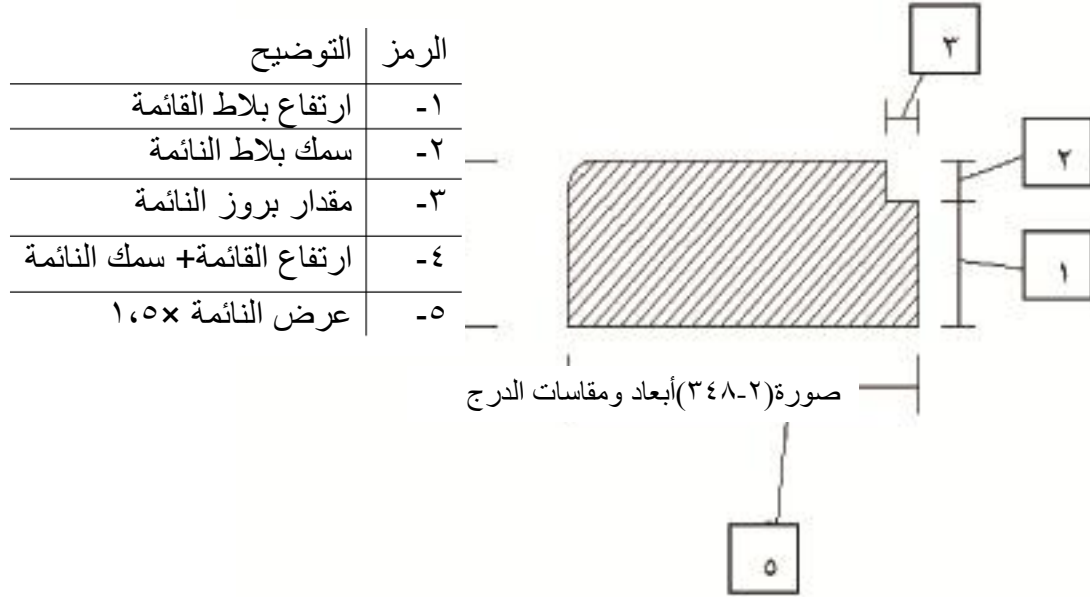 الرمز التوضيح
١- ارتفاع بلاط القائمة
٢- سمك بلاط النائمة
٣- مقدار بروز النائمة
٤- ارتفاع القائمة+ سمك النائمة
٥- عرض النائمة ×١،٥
٣
٢
١
صورة(٢-٣٤٨)أبعاد ومقاسات الدرج
٥